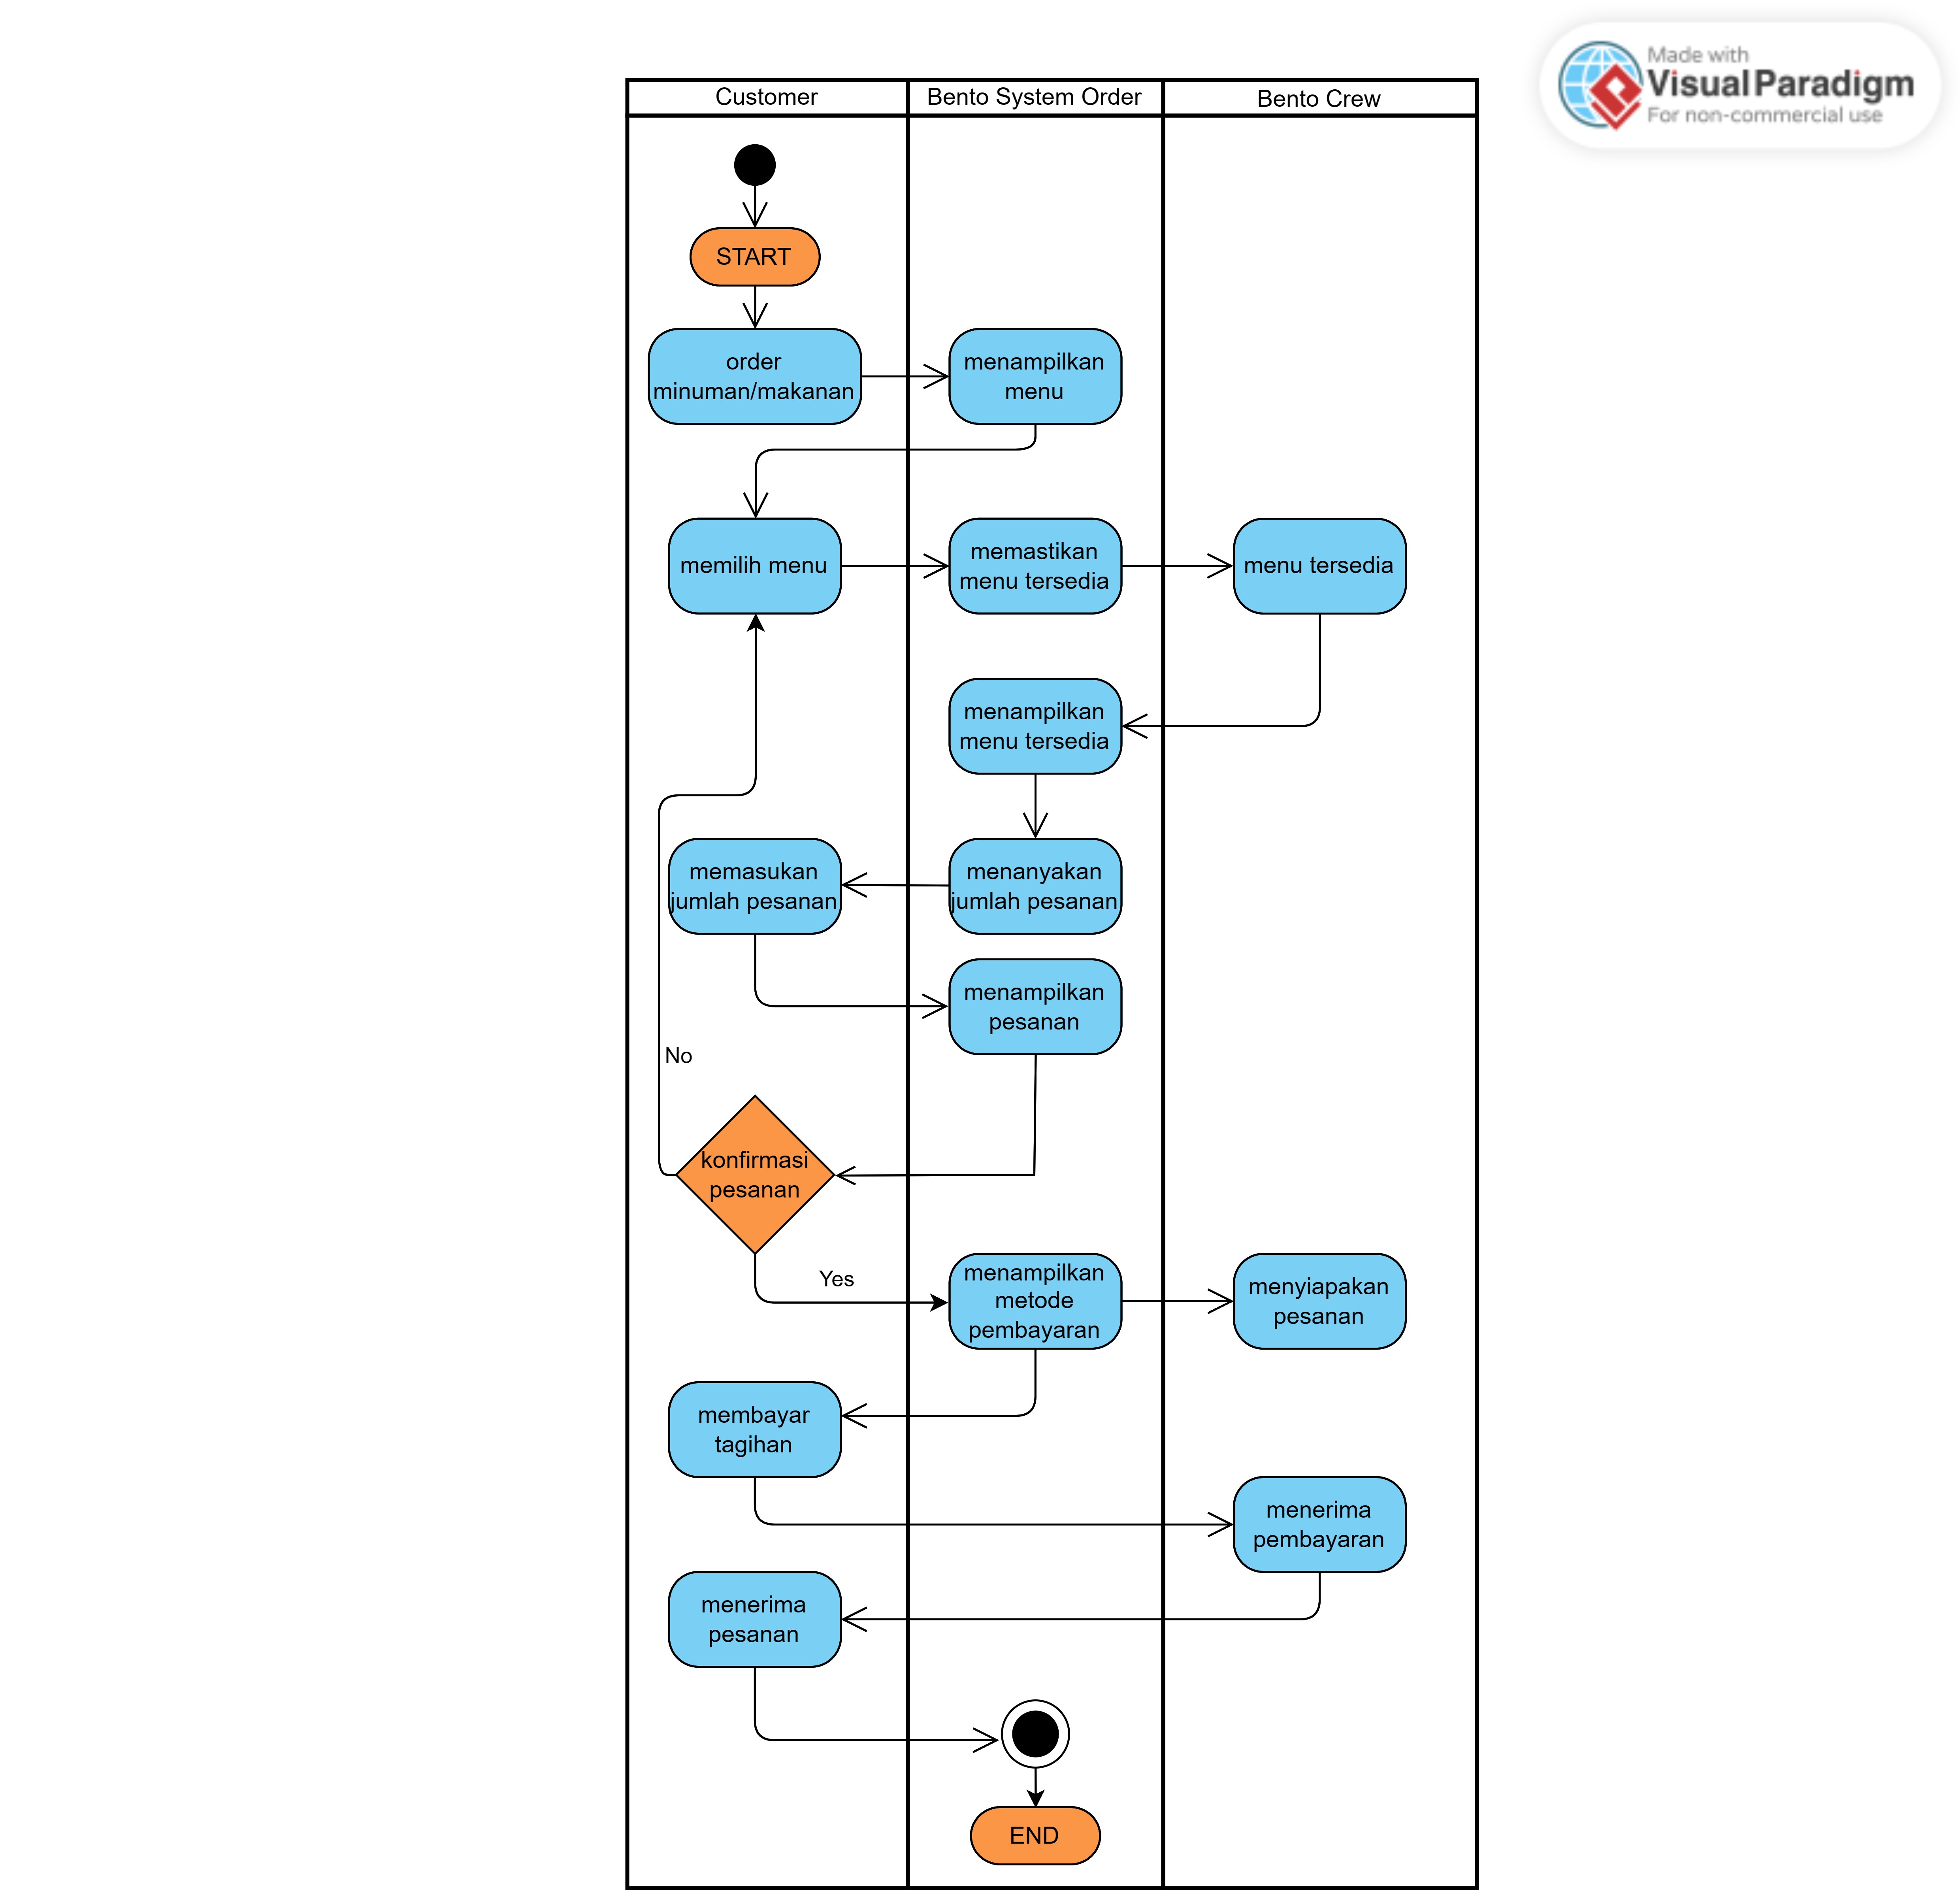 Made with
Visual Paradigm
For non-commercial use
Customer
Bento System Order
Bento Crew
START
order
minuman/makanan
menampilkan
menu
memilih menu
memastikan
menu tersedia
menu tersedia
menampilkan
menu tersedia
memasukan
jumlah pesanan
menanyakan
jumlah pesanan
menampilkan
pesanan
No
konfirmasi
pesanan
Yes
menampilkan
metode
pembayaran
menyiapakan
pesanan
membayar
tagihan
menerima
pembayaran
menerima
pesanan
END